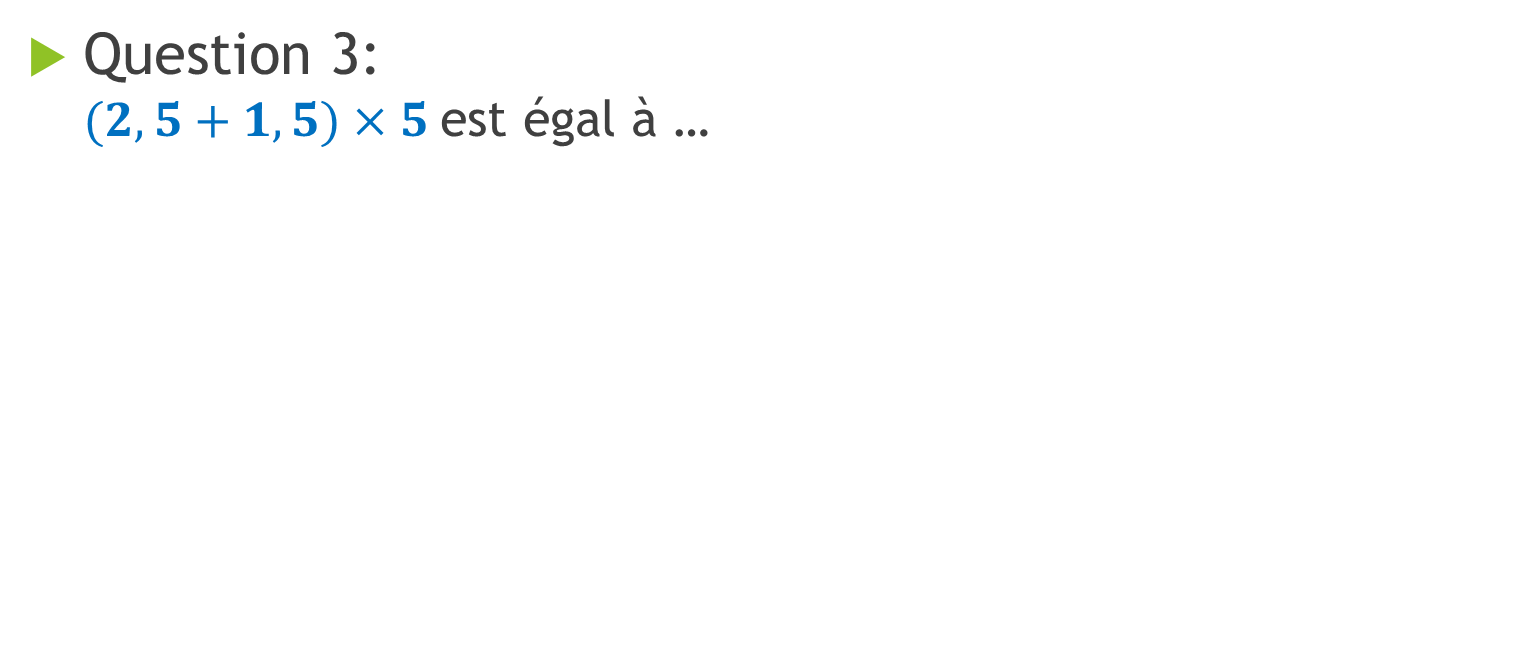 Question 3:
(2,5 + 1,5) × 5 est égal à …